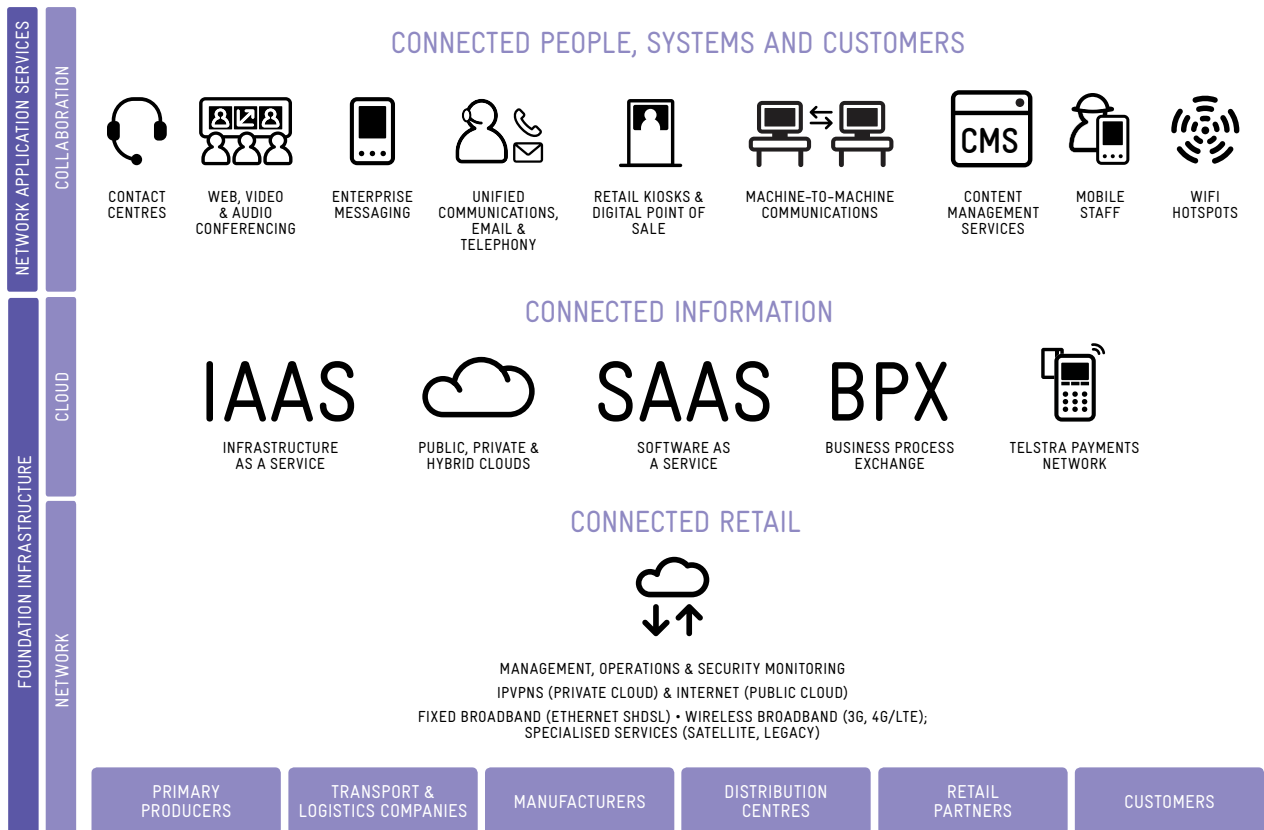 NETWORK APPLICATION SERVICES
COLLABORATION
CONNECTED PEOPLE, SYSTEMS AND CUSTOMERS
CMS
CONTACT
CENTRES
WEB, VIDEO
& AUDIO
CONFERENCING
ENTERPRISE
MESSAGING
UNIFIED
COMMUNICATIONS,
EMAIL &
TELEPHONY
RETAIL KIOSKS &
DIGITAL POINT OF
SALE
MACHINE-TO-MACHINE
COMMUNICATIONS
CONTENT
MANAGEMENT
SERVICES
MOBILE
STAFF
WIFI
HOTSPOTS
FOUNDATION INFRASTRUCTURE
CLOUD
CONNECTED INFORMATION
IAAS
INFRASTRUCTURE
AS A SERVICE
PUBLIC, PRIVATE &
HYBRID CLOUDS
SAAS
SOFTWARE AS
A SERVICE
BPX
BUSINESS PROCESS
EXCHANGE
TELSTRA PAYMENTS
NETWORK
NETWORK
CONNECTED RETAIL
MANAGEMENT, OPERATIONS & SECURITY MONITORING
IPVPNS (PRIVATE CLOUD) & INTERNET (PUBLIC CLOUD)
FIXED BROADBAND (ETHERNET SHDSL) • WIRELESS BROADBAND (3G, 4G/LTE);
SPECIALISED SERVICES (SATELLITE, LEGACY)
PRIMARY
PRODUCERS
TRANSPORT &
LOGISTICS COMPANIES
MANUFACTURERS
DISTRIBUTION
CENTRES
RETAIL
PARTNERS
CUSTOMERS